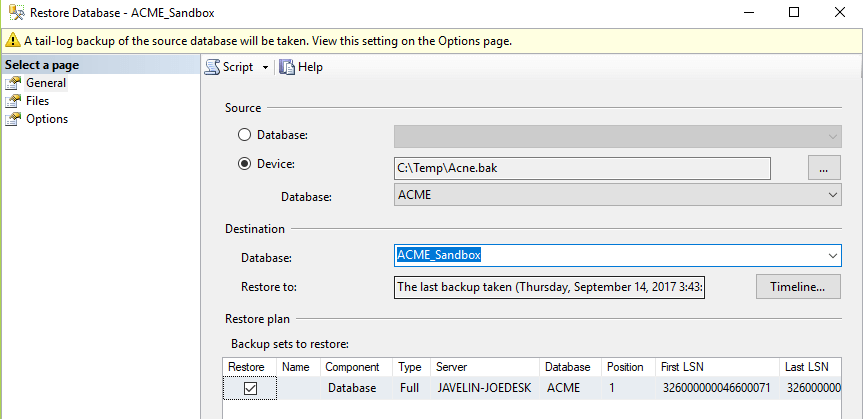 Restore Database - ACME_Sandbox
A tail-log backup of the source database will be taken. View this setting on the Options page.
Select a page
General
Files
Options
Script
Help
Source
Database:
Device:
C:\Temp\Acne.bak
...
Database:
ACME
Destination
Database:
ACME_Sandbox
Restore to:
The last backup taken (Thursday, September 14, 2017 3:43:
Timeline...
Restore plan
Backup sets to restore:
Restore Name Component Type Server Database Position First LSN Last LSN
Database Full JAVELIN-JOEDESK ACME 1 326000000046600071 326000000